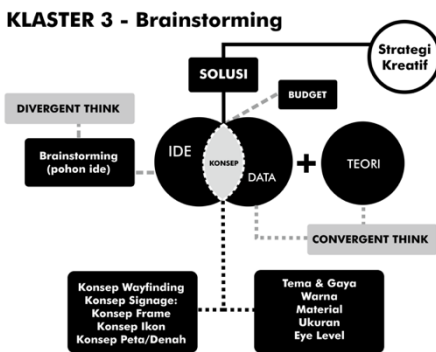 KLASTER 3 - Brainstorming
Strategi
Kreatif
SOLUSI
BUDGET
DIVERGENT THINK
Brainstorming
(pohon ide)
IDE
KONSEP
DATA
+
TEORI
CONVERGENT THINK
Konsep Wayfinding
Konsep Signage:
Konsep Frame
Konsep Ikon
Konsep Peta/Denah
Tema & Gaya
Warna
Material
Ukuran
Eye Level